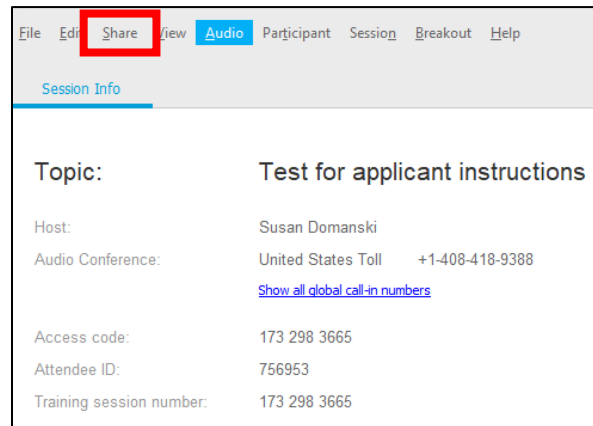 File Edit Share View Audio Participant Session Breakout Help
Session Info
Topic: Test for applicant instructions
Host: Susan Domanski
Audio Conference: United States Toll +1-408-418-9388
Show all global call-in numbers
Access code: 173 298 3665
Attendee ID: 756953
Training session number: 173 298 3665